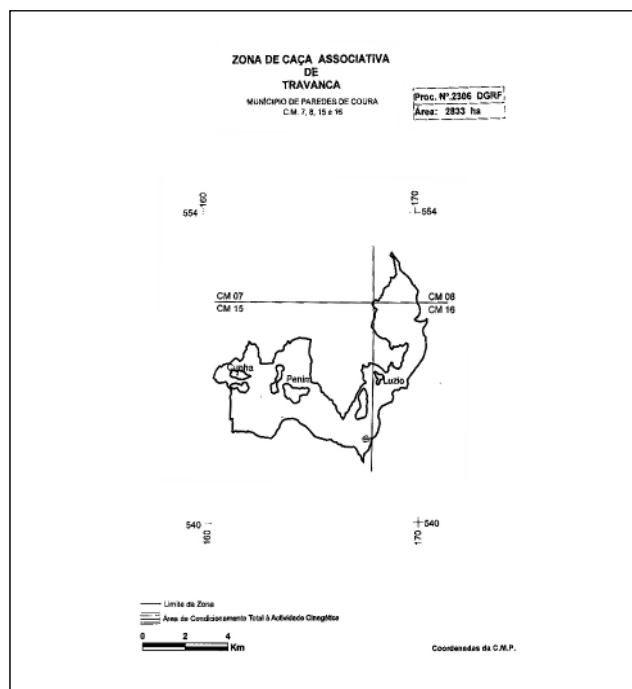 ZONA DE CAÇA ASSOCIATIVA
DE
TRAVANCA
MUNÍCIPIO DE PAREDES DE COURA
C.M. 7, 8, 15 e 16
Proc. Nº.2306 DGRF
Área: 2833 ha
160
170
554
554
CM 07
CM 08
CM 15
CM 16
Cunha
Penim
Luzio
540
540
160
170
Limite da Zona
Área de Condicionamento Total à Actividade Cinegética
0 2 4
Km
Coordenadas da C.M.P.